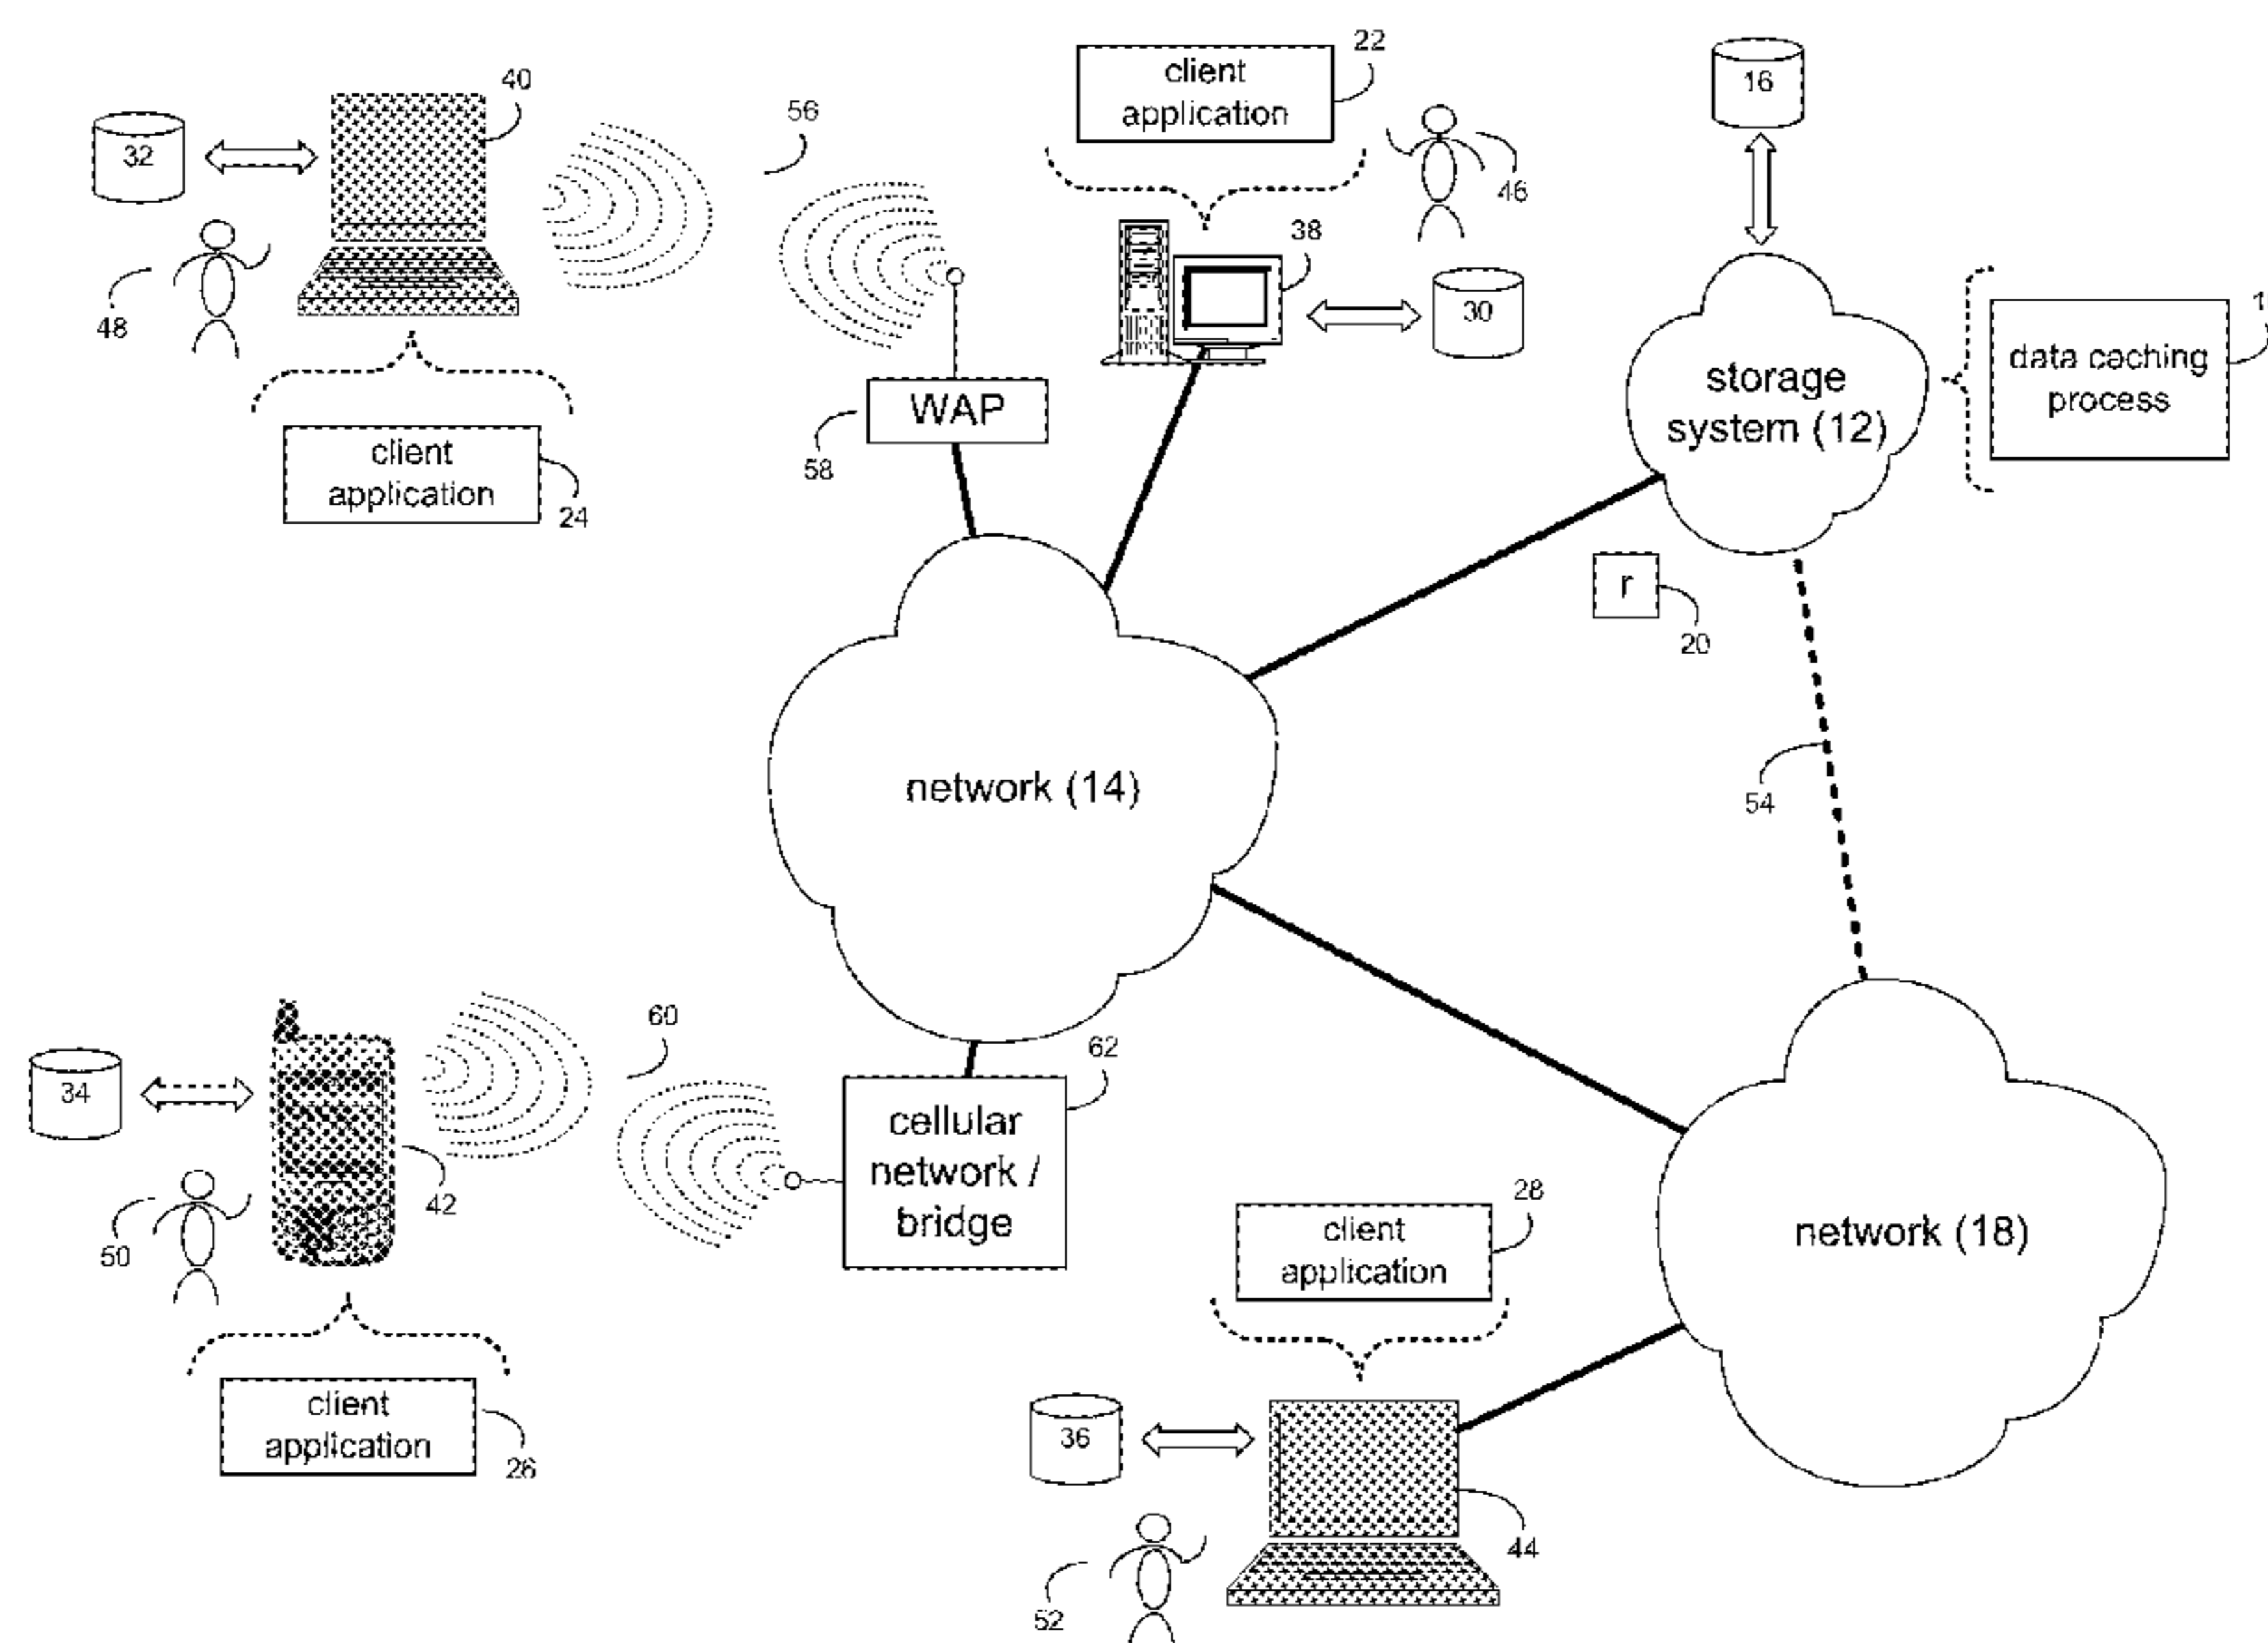 40
32
56
22
client
application
16
46
48
38
30
client
application
24
WAP
58
storage
system (12)
data caching
process
r
20
network (14)
54
34
60
62
42
50
cellular
network /
bridge
client
application
26
28
client
application
network (18)
36
44
52